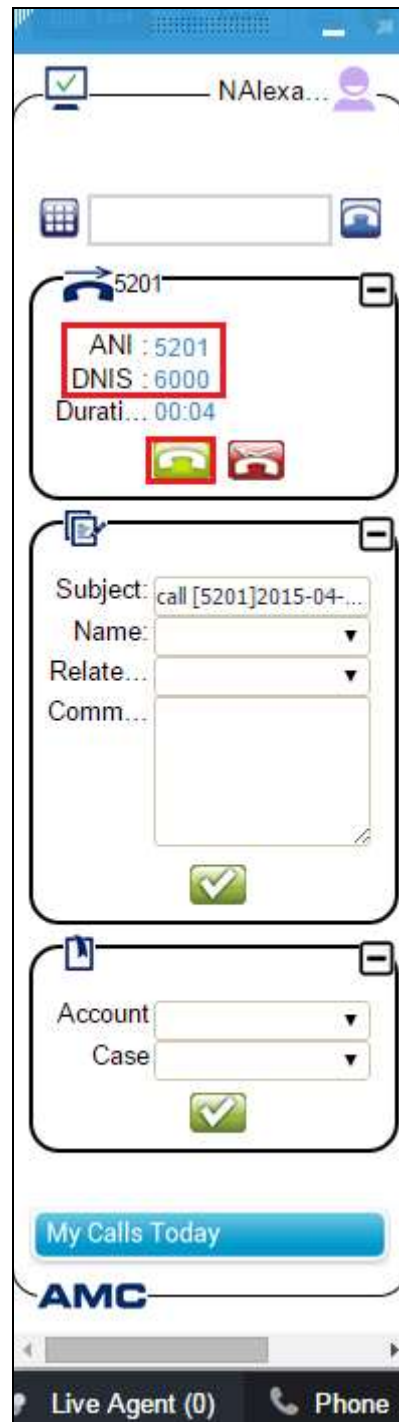 NAlexa...
5201
ANI : 5201
DNIS : 6000
Durati... 00:04
Subject: call [5201]2015-04-...
Name:
Relate...
Comm...
Account
Case
My Calls Today
AMC
Live Agent (0) Phone